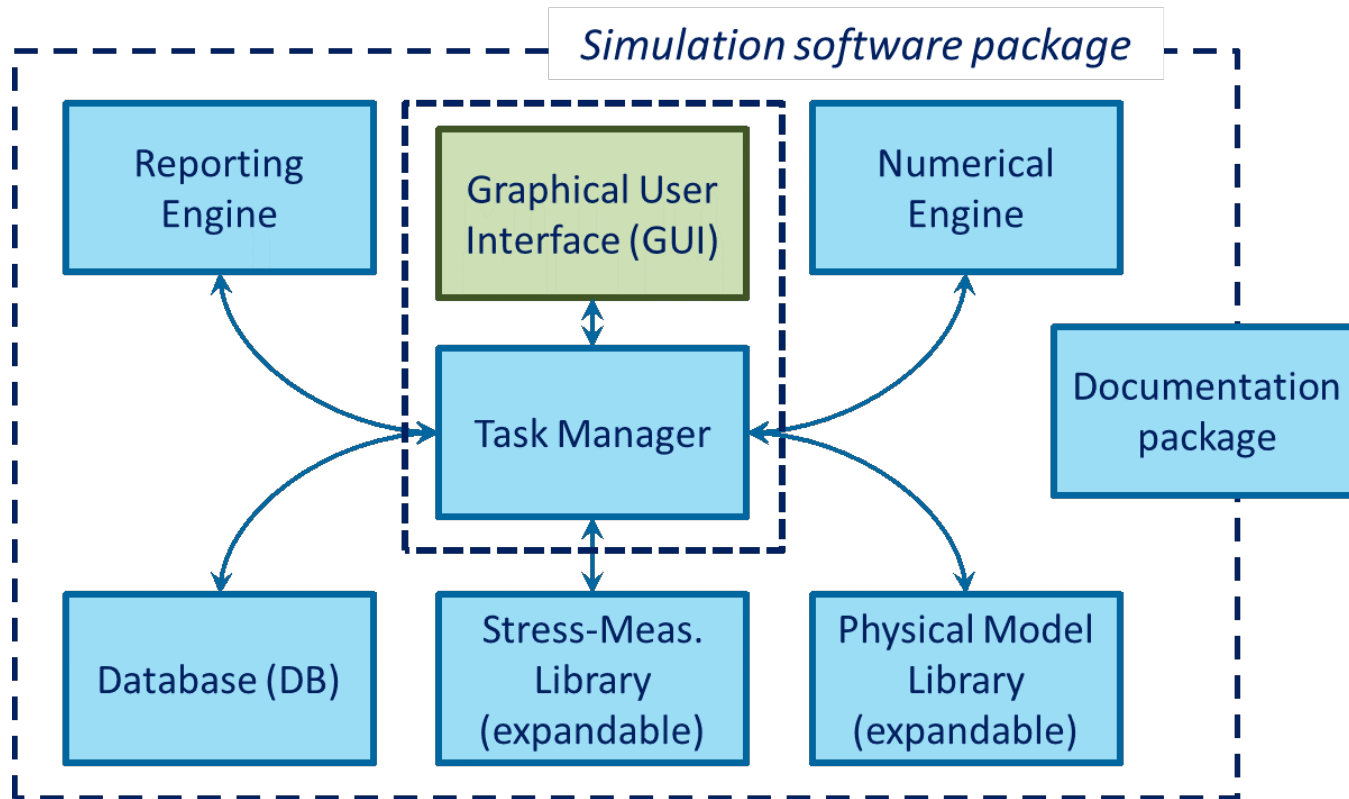 Simulation software package
Reporting
Engine
Graphical User
Interface (GUI)
Numerical
Engine
Task Manager
Documentation
package
Database (DB)
Stress-Meas.
Library
(expandable)
Physical Model
Library
(expandable)